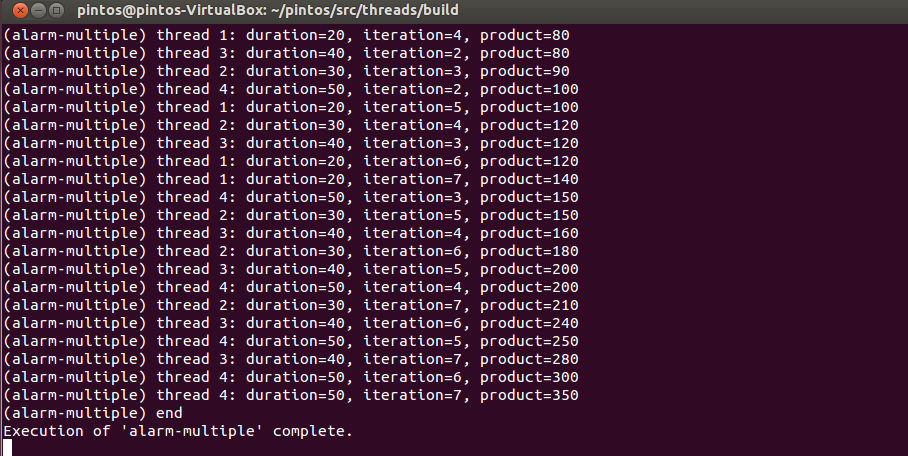 pintos@pintos-VirtualBox: ~/pintos/src/threads/build
(alarm-multiple) thread 1: duration=20, iteration=4, product=80
(alarm-multiple) thread 3: duration=40, iteration=2, product=80
(alarm-multiple) thread 2: duration=30, iteration=3, product=90
(alarm-multiple) thread 4: duration=50, iteration=2, product=100
(alarm-multiple) thread 1: duration=20, iteration=5, product=100
(alarm-multiple) thread 2: duration=30, iteration=4, product=120
(alarm-multiple) thread 3: duration=40, iteration=3, product=120
(alarm-multiple) thread 1: duration=20, iteration=6, product=120
(alarm-multiple) thread 1: duration=20, iteration=7, product=140
(alarm-multiple) thread 4: duration=50, iteration=3, product=150
(alarm-multiple) thread 2: duration=30, iteration=5, product=150
(alarm-multiple) thread 3: duration=40, iteration=4, product=160
(alarm-multiple) thread 2: duration=30, iteration=6, product=180
(alarm-multiple) thread 3: duration=40, iteration=5, product=200
(alarm-multiple) thread 4: duration=50, iteration=4, product=200
(alarm-multiple) thread 2: duration=30, iteration=7, product=210
(alarm-multiple) thread 3: duration=40, iteration=6, product=240
(alarm-multiple) thread 4: duration=50, iteration=5, product=250
(alarm-multiple) thread 3: duration=40, iteration=7, product=280
(alarm-multiple) thread 4: duration=50, iteration=6, product=300
(alarm-multiple) thread 4: duration=50, iteration=7, product=350
(alarm-multiple) end
Execution of 'alarm-multiple' complete.